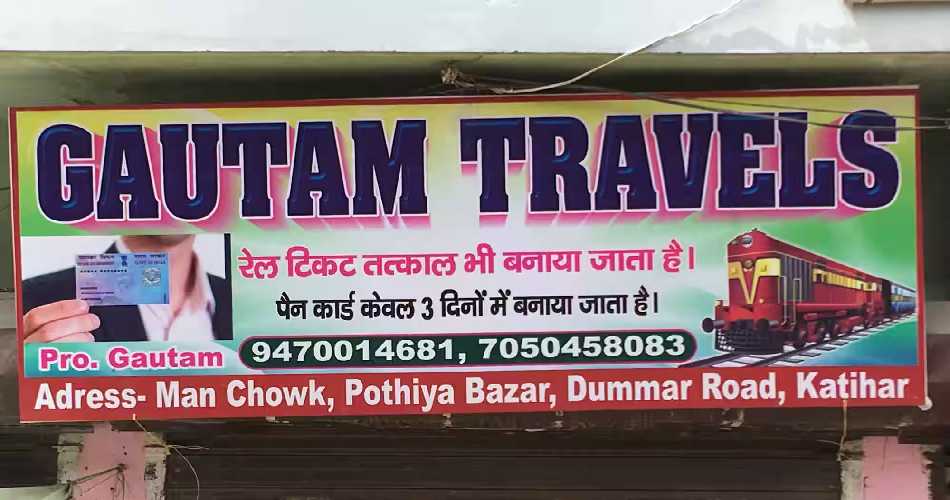 GAUTAM TRAVELS
रेल टिकट तत्काल भी बनाया जाता है।
पैन कार्ड केवल 3 दिनों में बनाया जाता है।
Pro. Gautam 9470014681, 7050458083
Adress- Man Chowk, Pothiya Bazar, Dummar Road, Katihar